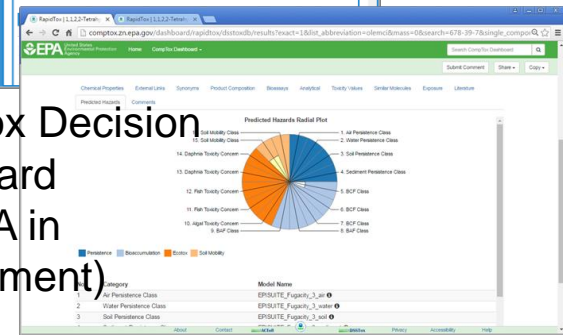 RapidTox | 1,1,2,2-Tetrah
RapidTox | 1,1,2,2-Tetrah
comptox.zn.epa.gov/dashboard/rapidtox/dsstoxdb/results?exact=1&list_abbreviation=olemci&mass=0&search=678-39-7&single_compor
EPA United States Environmental Protection Agency Home CompTox Dashboard Search CompTox Dashboard
Submit Comment Share Copy
Chemical Properties External Links Synonyms Product Composition Bioassays Analytical Toxicity Values Similar Molecules Exposure Literature
Predicted Hazards Comments
ox Decision
ard
A in
ment)
Predicted Hazards Radial Plot
16. Soil Mobility Class
15. Soil Mobility Class
14. Daphnia Toxicity Concern
13. Daphnia Toxicity Concern
12. Fish Toxicity Concern
11. Fish Toxicity Concern
10. Algal Toxicity Concern
9. BAF Class
1. Air Persistence Class
2. Water Persistence Class
3. Soil Persistence Class
4. Sediment Persistence Class
5. BCF Class
6. BCF Class
7. BCF Class
8. BAF Class
Persistence Bioaccumulation Ecotox Soil Mobility
Category Model Name
Air Persistence Class EPISUITE_Fugacity_3_air
2 Water Persistence Class EPISUITE_Fugacity_3_water
3 Soil Persistence Class EPISUITE_Fugacity_3_soil
About Contact Privacy Accessibility Help